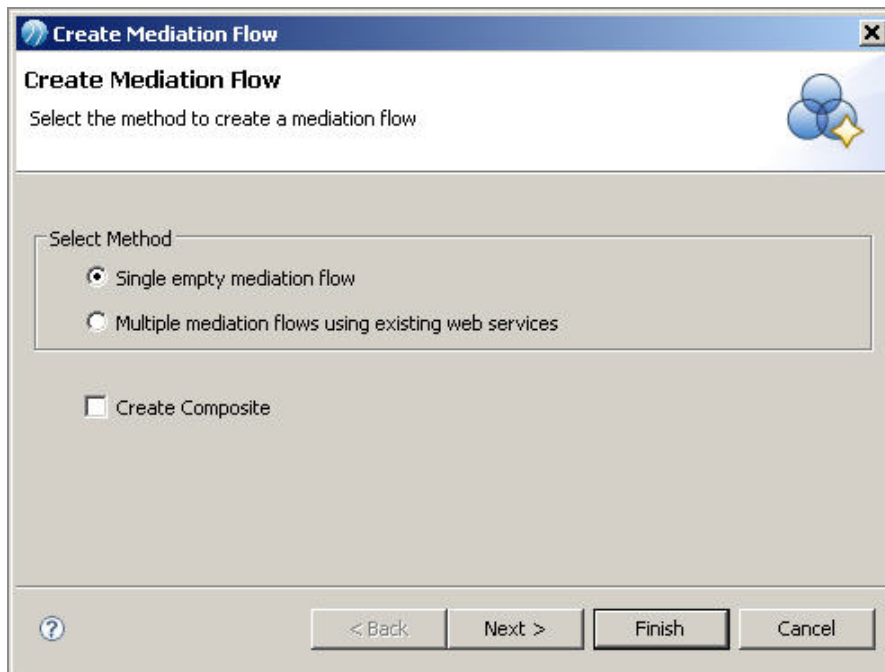 Create Mediation Flow
Create Mediation Flow
Select the method to create a mediation flow
Select Method
Single empty mediation flow
Multiple mediation flows using existing web services
Create Composite
?
< Back
Next >
Finish
Cancel